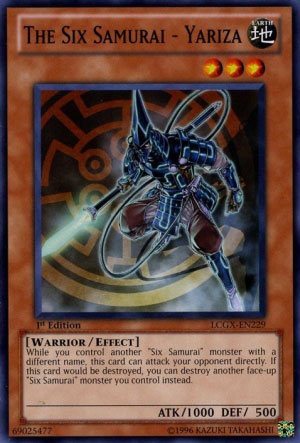 THE SIX SAMURAI - YARIZA
EARTH
地
1st Edition
LCGX-EN229
[WARRIOR / EFFECT]
While you control another "Six Samurai" monster with a
different name, this card can attack your opponent directly. If
this card would be destroyed, you can destroy another face-up
"Six Samurai" monster you control instead.
ATK/1000 DEF/ 500
69025477
©1996 KAZUKI TAKAHASHI